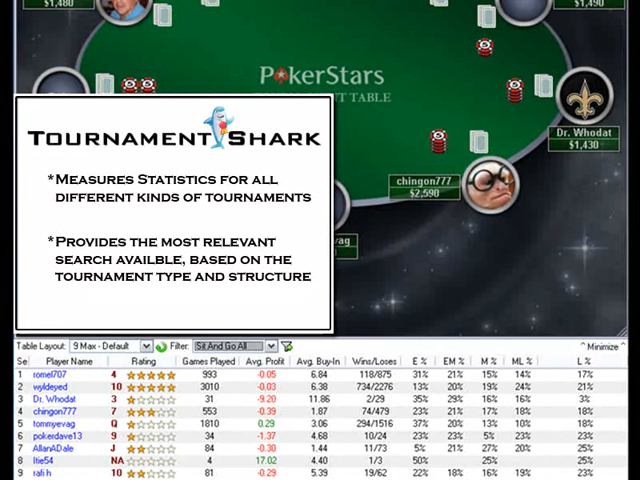 $1,480
$1,490
PokerStars
NT TABLE
Dr. Whodat
$1,430
chingon777
$2,590
vag
TOURNAMENT SHARK
*MEASURES STATISTICS FOR ALL
DIFFERENT KINDS OF TOURNAMENTS
*PROVIDES THE MOST RELEVANT
SEARCH AVAILBLE, BASED ON THE
TOURNAMENT TYPE AND STRUCTURE
Table Layout: 9 Max - Default Filter: Sit And Go All ^ Minimize ^
Se Player Name Rating Games Played Avg. Profit Avg. Buy-In Wins/Loses E % EM % M % ML % L %
1 romel707 4 993 -0.05 6.84 118/875 31% 21% 15% 14% 17%
2 wyldeyed 10 3010 -0.03 6.38 734/2276 13% 20% 19% 24% 21%
3 Dr. Whodat 3 31 -9.20 11.86 2/29 35% 29% 16% 16% 3%
4 chingon777 7 553 -0.39 1.87 74/479 23% 21% 17% 18% 18%
5 tommyevag Q 1810 0.29 3.06 294/1516 37% 20% 13% 10% 18%
6 pokerdave13 9 34 -1.37 4.68 10/24 23% 23% 5% 23% 23%
7 AllanADale J 84 -0.30 1.44 11/73 5% 21% 27% 20% 25%
8 ltie54 NA 4 17.02 4.40 1/3 50% 25% 25%
9 rafi h 10 81 -0.29 5.39 19/62 22% 18% 16% 19% 23%